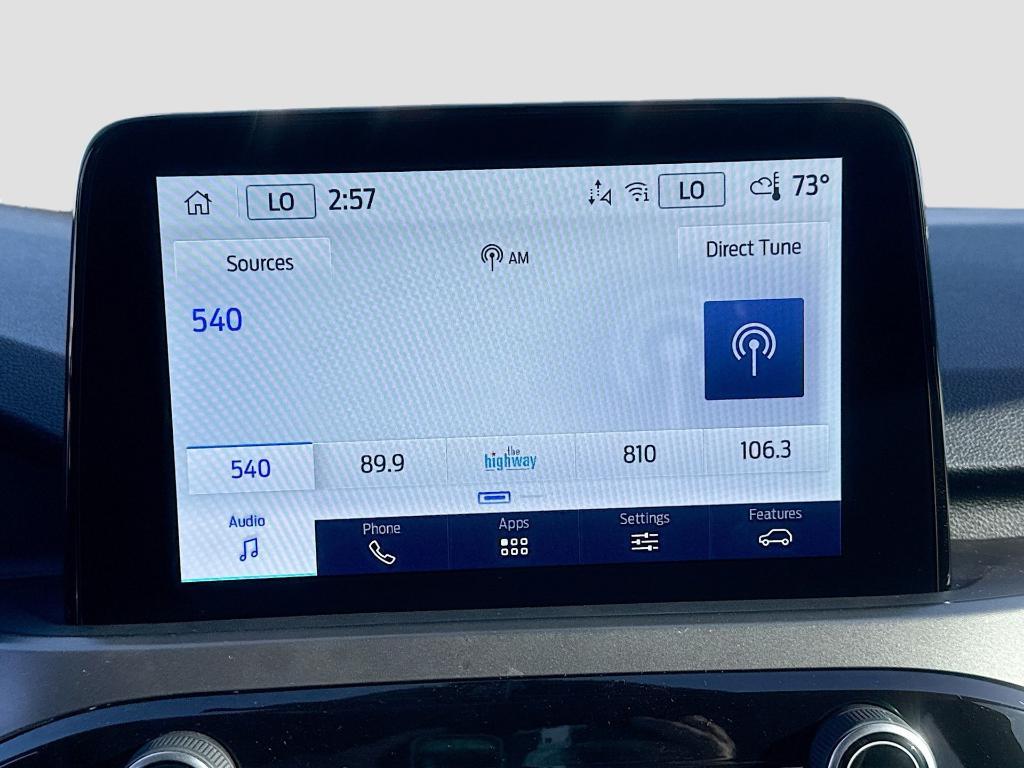 LO 2:57 LO 73°
Sources AM Direct Tune
540
540 89.9 the highway 810 106.3
Audio Phone Apps Settings Features